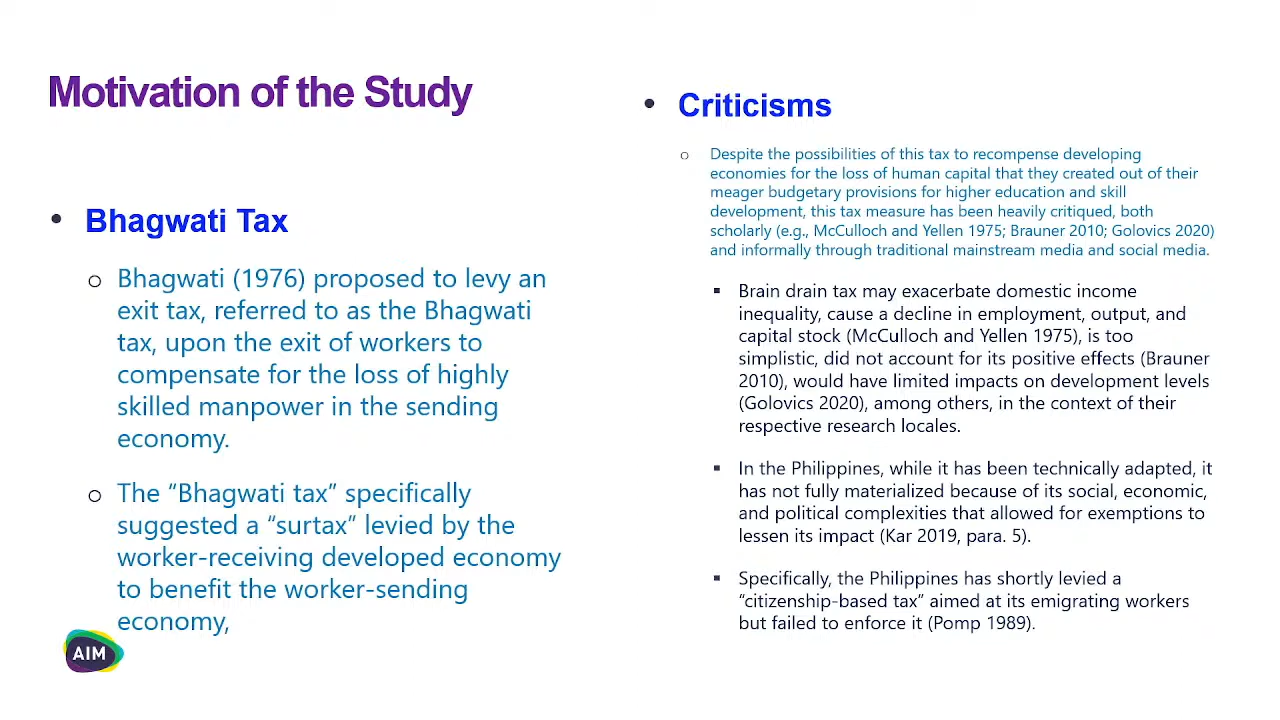 Motivation of the Study
• Bhagwati Tax
o Bhagwati (1976) proposed to levy an
exit tax, referred to as the Bhagwati
tax, upon the exit of workers to
compensate for the loss of highly
skilled manpower in the sending
economy.
o The “Bhagwati tax” specifically
suggested a “surtax” levied by the
worker-receiving developed economy
to benefit the worker-sending
economy,
AIM
• Criticisms
o Despite the possibilities of this tax to recompense developing
economies for the loss of human capital that they created out of their
meager budgetary provisions for higher education and skill
development, this tax measure has been heavily critiqued, both
scholarly (e.g., McCulloch and Yellen 1975; Brauner 2010; Golovics 2020)
and informally through traditional mainstream media and social media.
▪ Brain drain tax may exacerbate domestic income
inequality, cause a decline in employment, output, and
capital stock (McCulloch and Yellen 1975), is too
simplistic, did not account for its positive effects (Brauner
2010), would have limited impacts on development levels
(Golovics 2020), among others, in the context of their
respective research locales.
▪ In the Philippines, while it has been technically adapted, it
has not fully materialized because of its social, economic,
and political complexities that allowed for exemptions to
lessen its impact (Kar 2019, para. 5).
▪ Specifically, the Philippines has shortly levied a
“citizenship-based tax” aimed at its emigrating workers
but failed to enforce it (Pomp 1989).